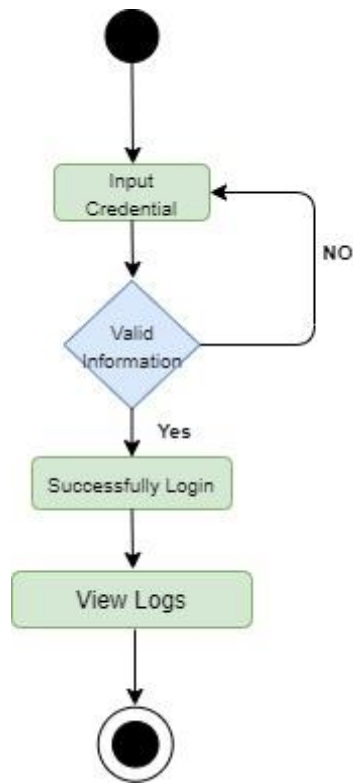 Input
Credential
NO
Valid
Information
Yes
Successfully Login
View Logs